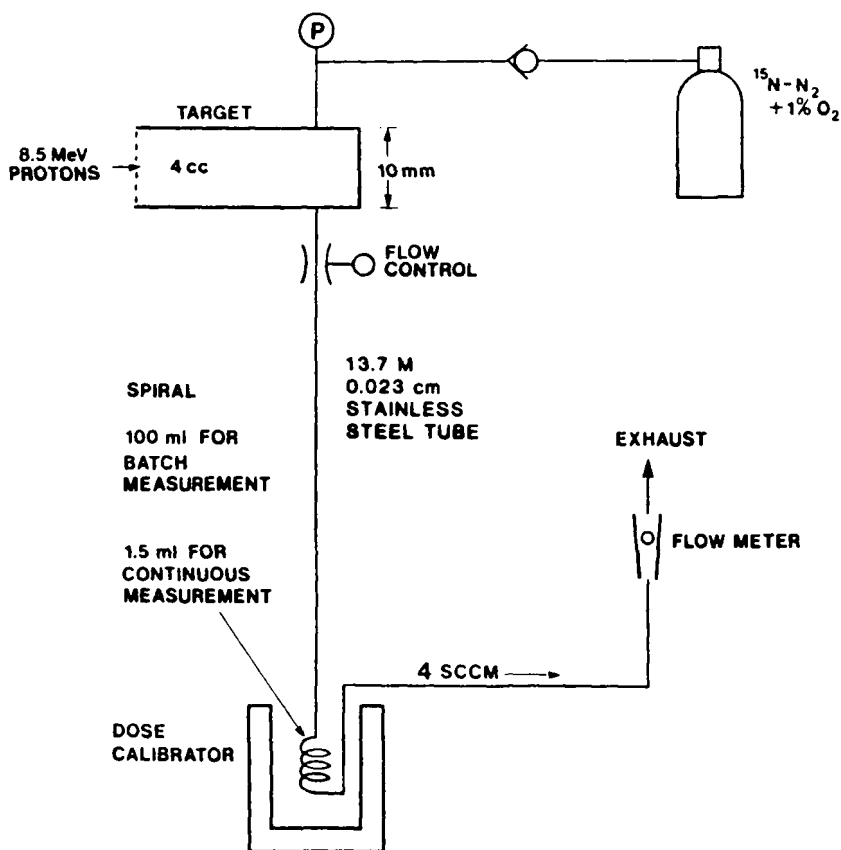 P
¹⁵N-N₂
+1% O₂
TARGET
8.5 MeV
PROTONS
4 cc
10 mm
FLOW
CONTROL
13.7 M
0.023 cm
STAINLESS
STEEL TUBE
SPIRAL
100 ml FOR
BATCH
MEASUREMENT
EXHAUST
FLOW METER
1.5 ml FOR
CONTINUOUS
MEASUREMENT
4 SCCM
DOSE
CALIBRATOR